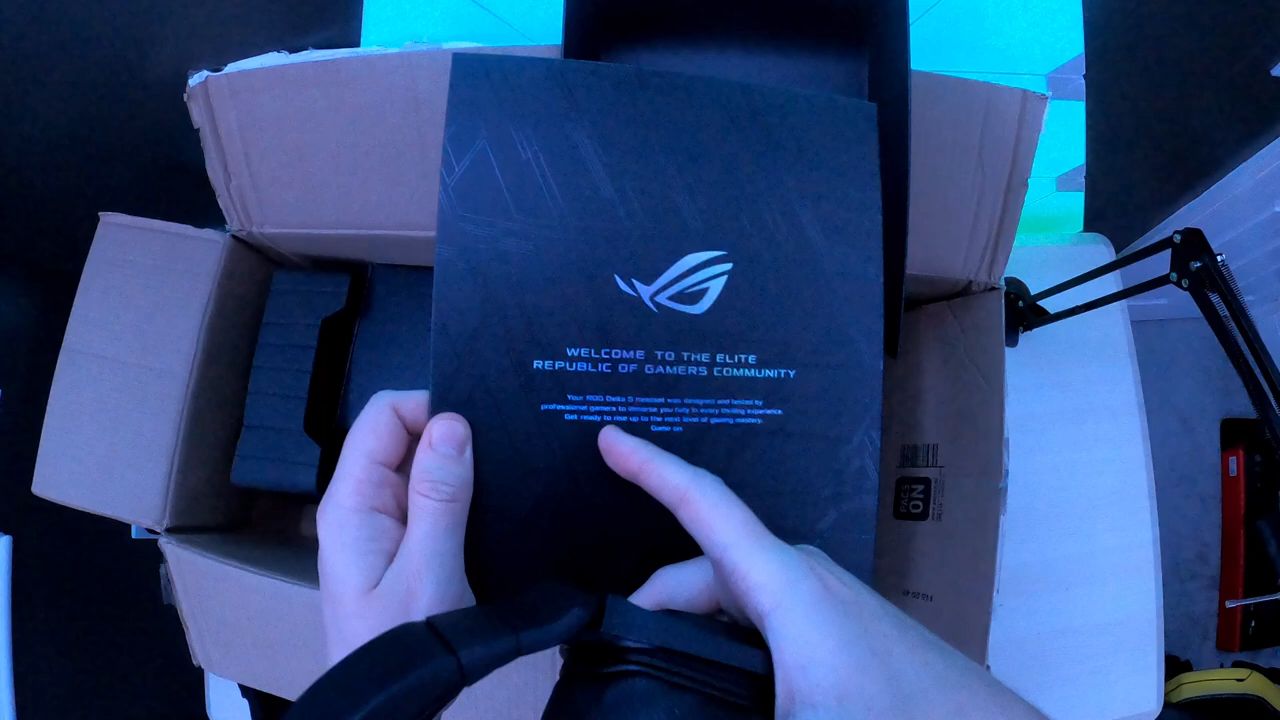 WELCOME TO THE ELITE
REPUBLIC OF GAMERS COMMUNITY
Your ROG Delta S headset was designed and tested by
professional gamers to immerse you fully in every thrilling experience.
Get ready to rise up to the next level of gaming mastery.
Game on
PACS
ON